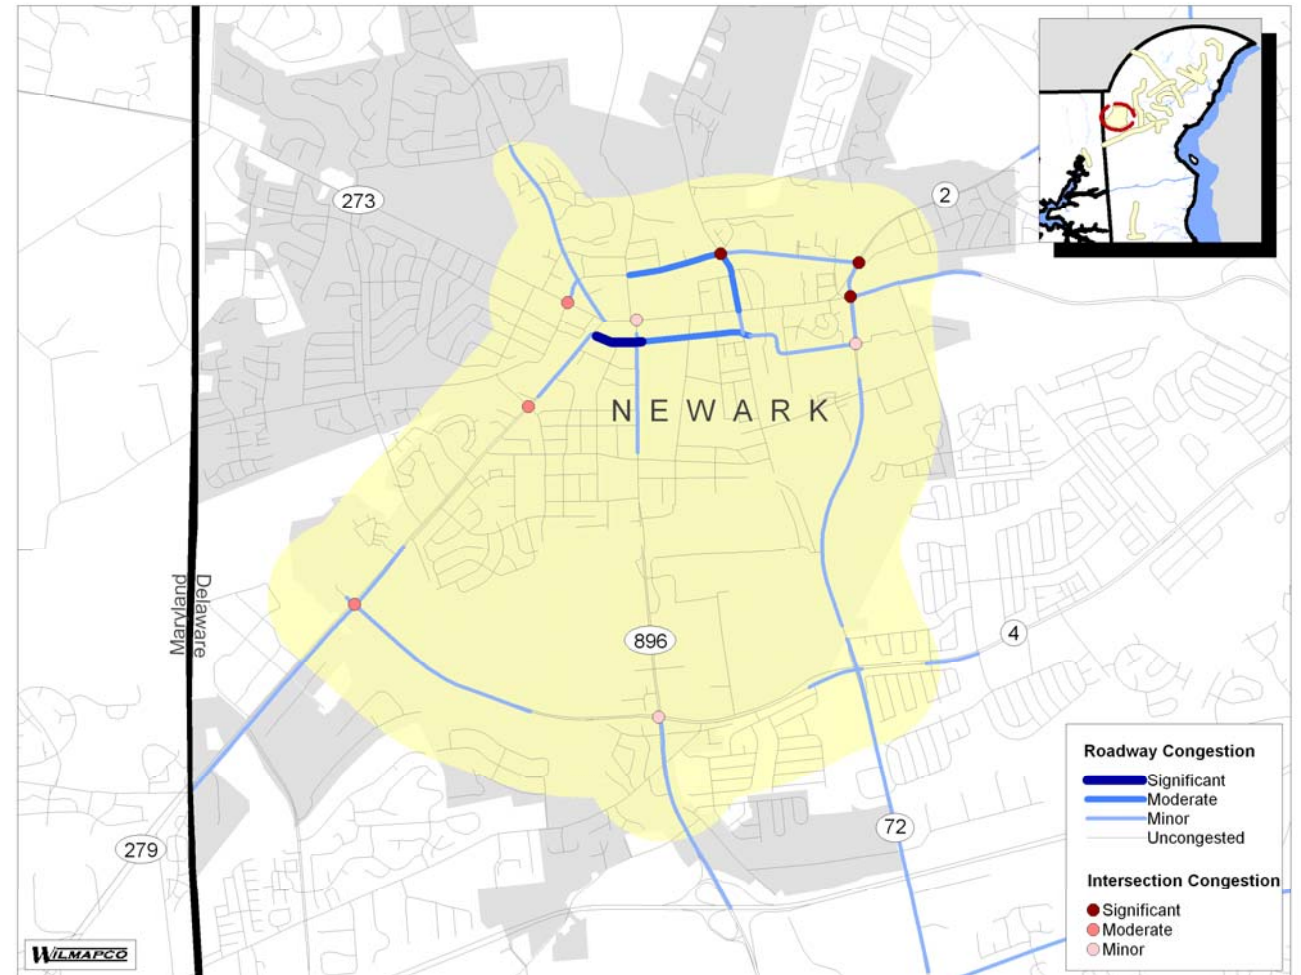 273
2
NEWARK
Maryland
Delaware
896
4
279
72
Roadway Congestion
Significant
Moderate
Minor
Uncongested
Intersection Congestion
Significant
Moderate
Minor
WILMAPCO